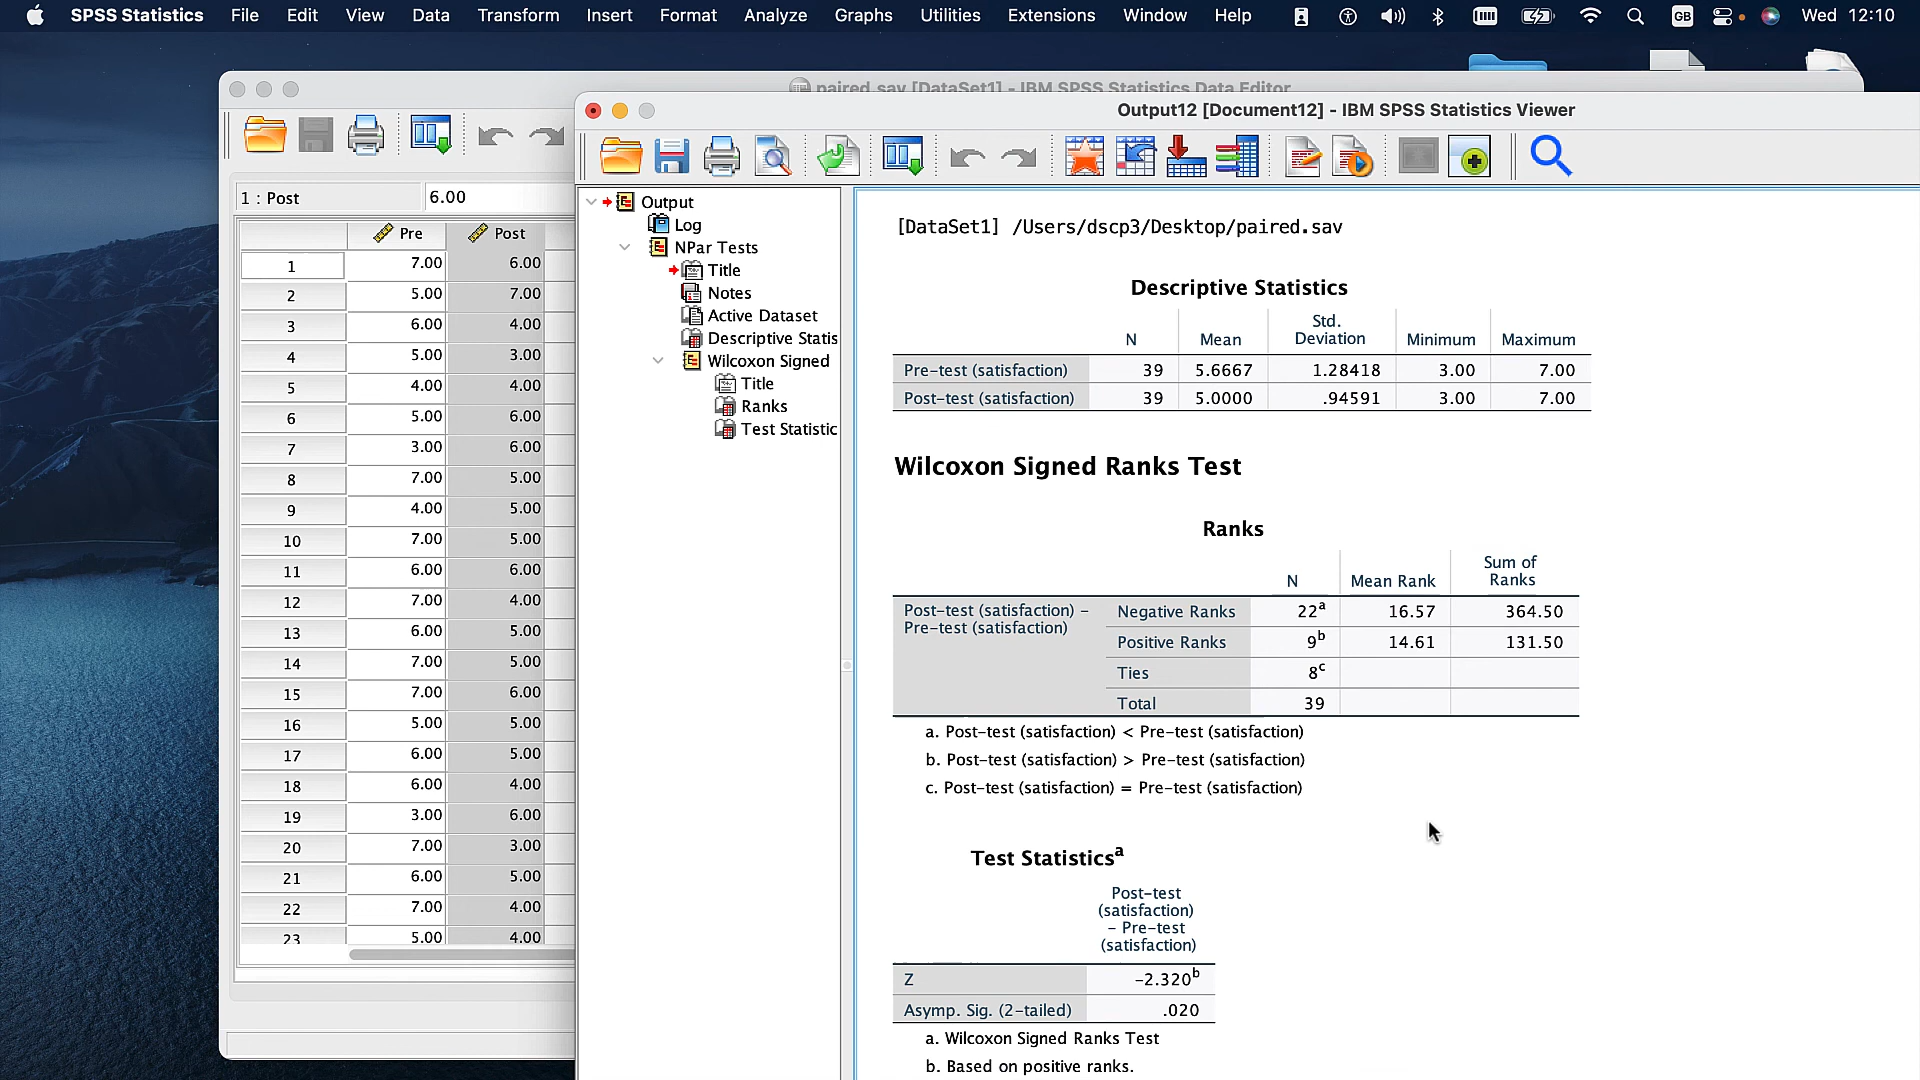 SPSS Statistics File Edit View Data Transform Insert Format Analyze Graphs Utilities Extensions Window Help GB Wed 12:10
paired.sav [DataSet1] - IBM SPSS Statistics Data Editor
Output12 [Document12] - IBM SPSS Statistics Viewer
1 : Post 6.00
Pre Post
1 7.00 6.00
2 5.00 7.00
3 6.00 4.00
4 5.00 3.00
5 4.00 4.00
6 5.00 6.00
7 3.00 6.00
8 7.00 5.00
9 4.00 5.00
10 7.00 5.00
11 6.00 6.00
12 7.00 4.00
13 6.00 5.00
14 7.00 5.00
15 7.00 6.00
16 5.00 5.00
17 6.00 5.00
18 6.00 4.00
19 3.00 6.00
20 7.00 3.00
21 6.00 5.00
22 7.00 4.00
23 5.00 4.00
Output
Log
NPar Tests
Title
Notes
Active Dataset
Descriptive Statis
Wilcoxon Signed
Title
Ranks
Test Statistic
[DataSet1] /Users/dscp3/Desktop/paired.sav
Descriptive Statistics
N Mean Std. Deviation Minimum Maximum
Pre-test (satisfaction) 39 5.6667 1.28418 3.00 7.00
Post-test (satisfaction) 39 5.0000 .94591 3.00 7.00
Wilcoxon Signed Ranks Test
Ranks
N Mean Rank Sum of Ranks
Post-test (satisfaction) – Pre-test (satisfaction) Negative Ranks 22a 16.57 364.50
Positive Ranks 9b 14.61 131.50
Ties 8c
Total 39
a. Post-test (satisfaction) < Pre-test (satisfaction)
b. Post-test (satisfaction) > Pre-test (satisfaction)
c. Post-test (satisfaction) = Pre-test (satisfaction)
Test Statisticsa
Post-test
(satisfaction)
– Pre-test
(satisfaction)
Z -2.320b
Asymp. Sig. (2-tailed) .020
a. Wilcoxon Signed Ranks Test
b. Based on positive ranks.